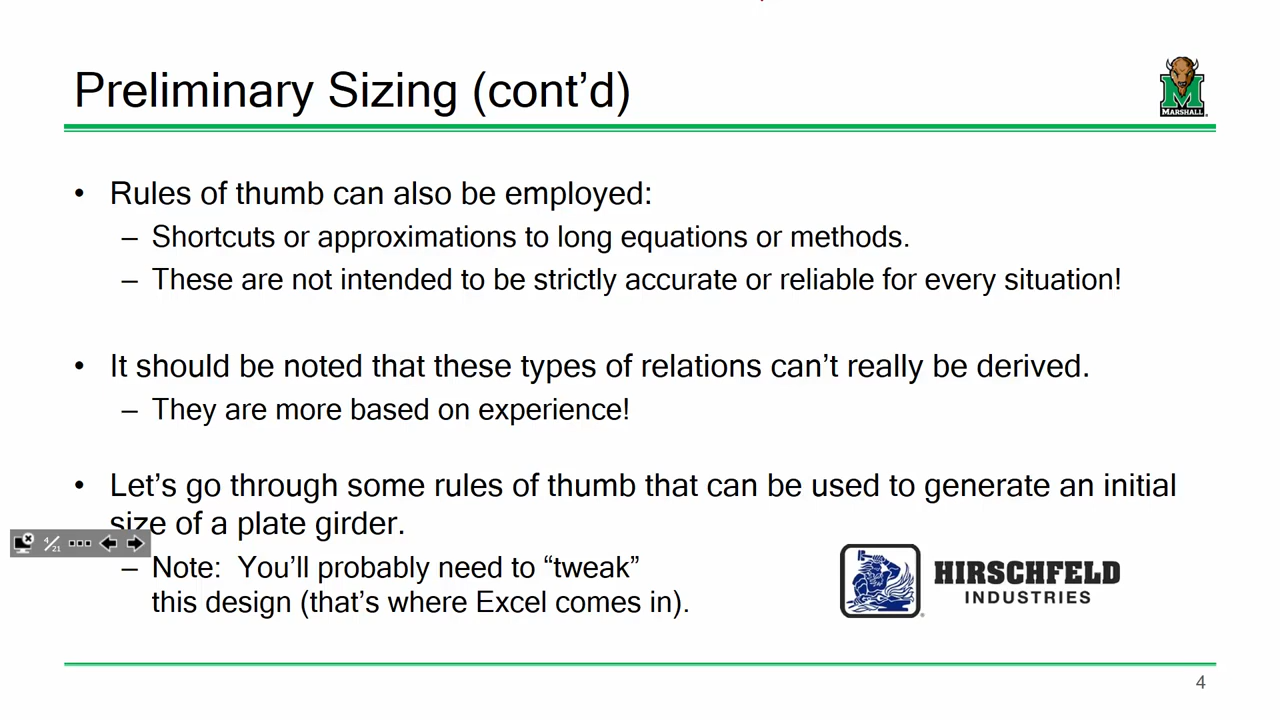 Preliminary Sizing (cont’d)
M
MARSHALL
• Rules of thumb can also be employed:
– Shortcuts or approximations to long equations or methods.
– These are not intended to be strictly accurate or reliable for every situation!
• It should be noted that these types of relations can’t really be derived.
– They are more based on experience!
• Let’s go through some rules of thumb that can be used to generate an initial
size of a plate girder.
4/21
– Note: You’ll probably need to “tweak”
this design (that’s where Excel comes in).
HIRSCHFELD
INDUSTRIES
4